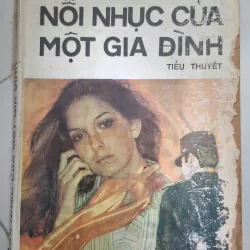 NỖI NHỤC CỦA
MỘT GIA ĐÌNH
TIỂU THUYẾT